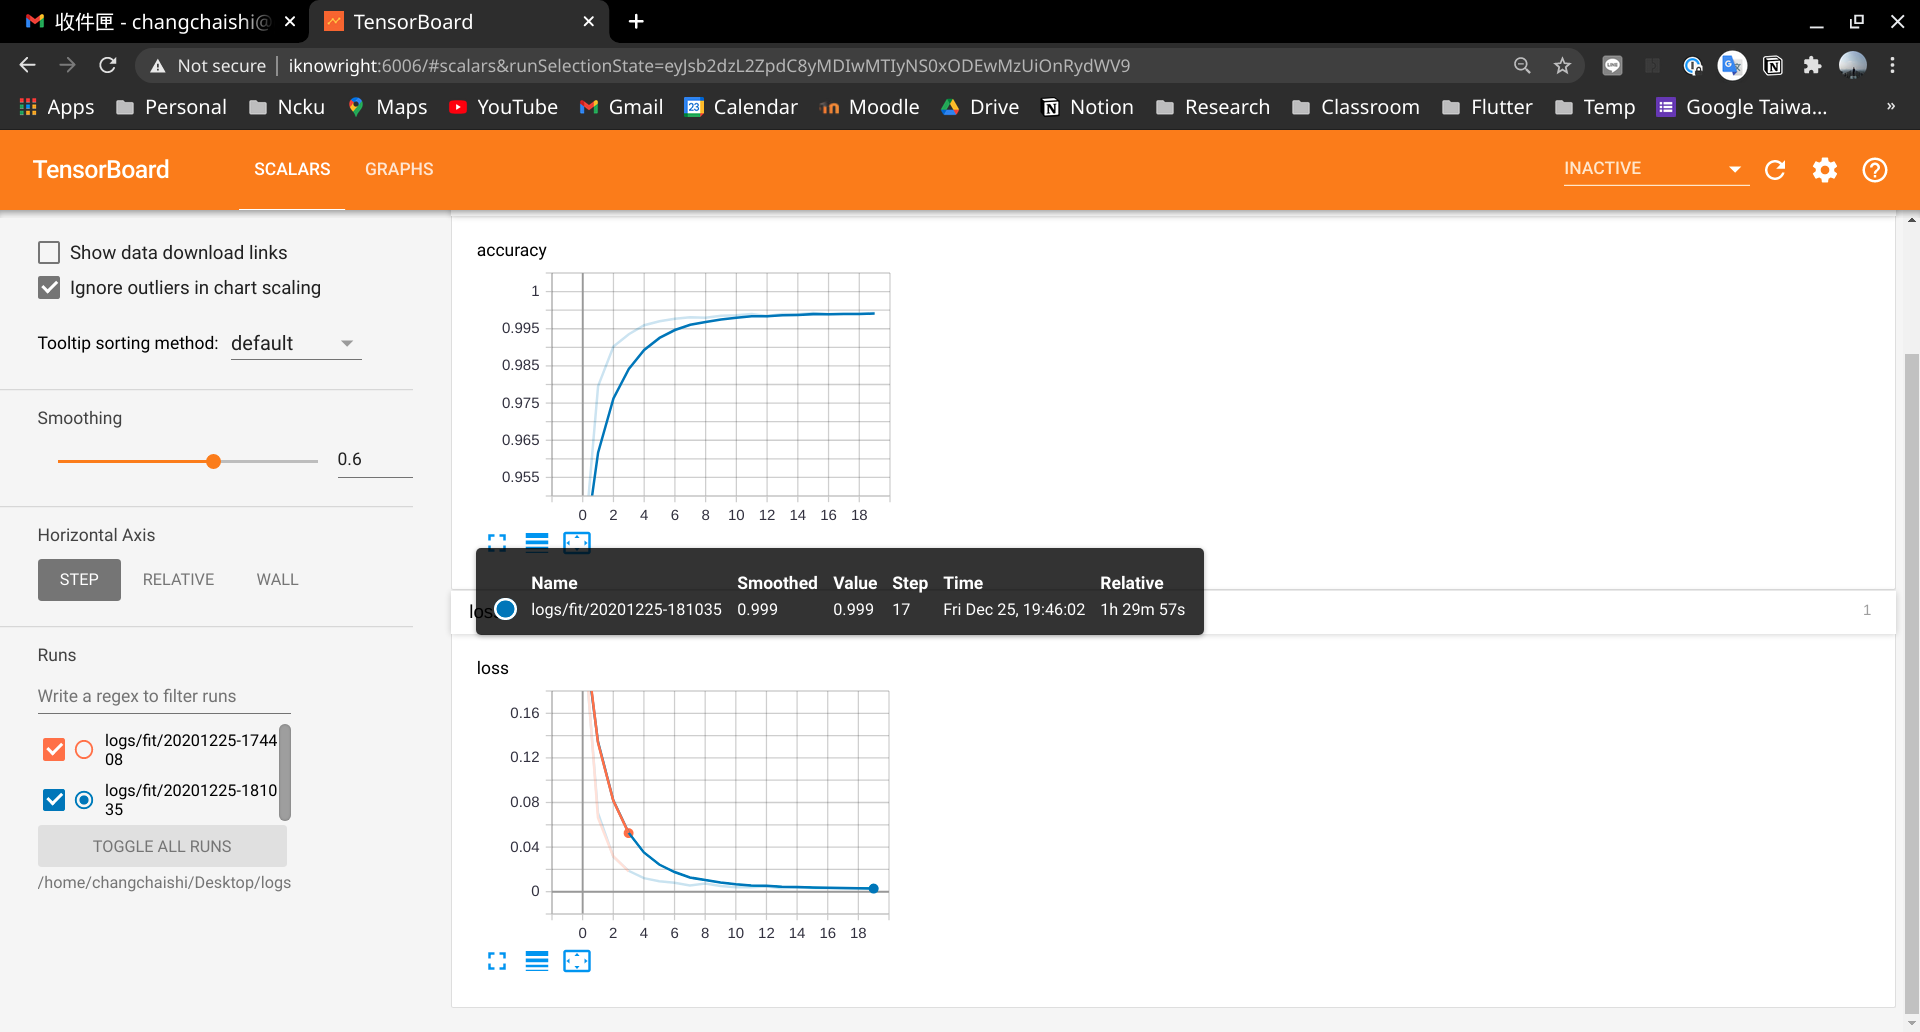 收件匣 - changchaishi@
TensorBoard
Not secure
iknowright:6006/#scalars&runSelectionState=eyJsb2dzL2ZpdC8yMDIwMTIyNS0xODEwMzUiOnRydWV9
Apps
Personal
Ncku
Maps
YouTube
Gmail
Calendar
Moodle
Drive
Notion
Research
Classroom
Flutter
Temp
Google Taiwa...
»
TensorBoard
SCALARS
GRAPHS
INACTIVE
Show data download links
Ignore outliers in chart scaling
Tooltip sorting method: default
Smoothing
0.6
Horizontal Axis
STEP RELATIVE WALL
Runs
Write a regex to filter runs
logs/fit/20201225-1744
08
logs/fit/20201225-1810
35
TOGGLE ALL RUNS
/home/changchaishi/Desktop/logs
accuracy
1
0.995
0.985
0.975
0.965
0.955
0 2 4 6 8 10 12 14 16 18
Name Smoothed Value Step Time Relative
logs/fit/20201225-181035 0.999 0.999 17 Fri Dec 25, 19:46:02 1h 29m 57s
loss
1
loss
0.16
0.12
0.08
0.04
0
0 2 4 6 8 10 12 14 16 18